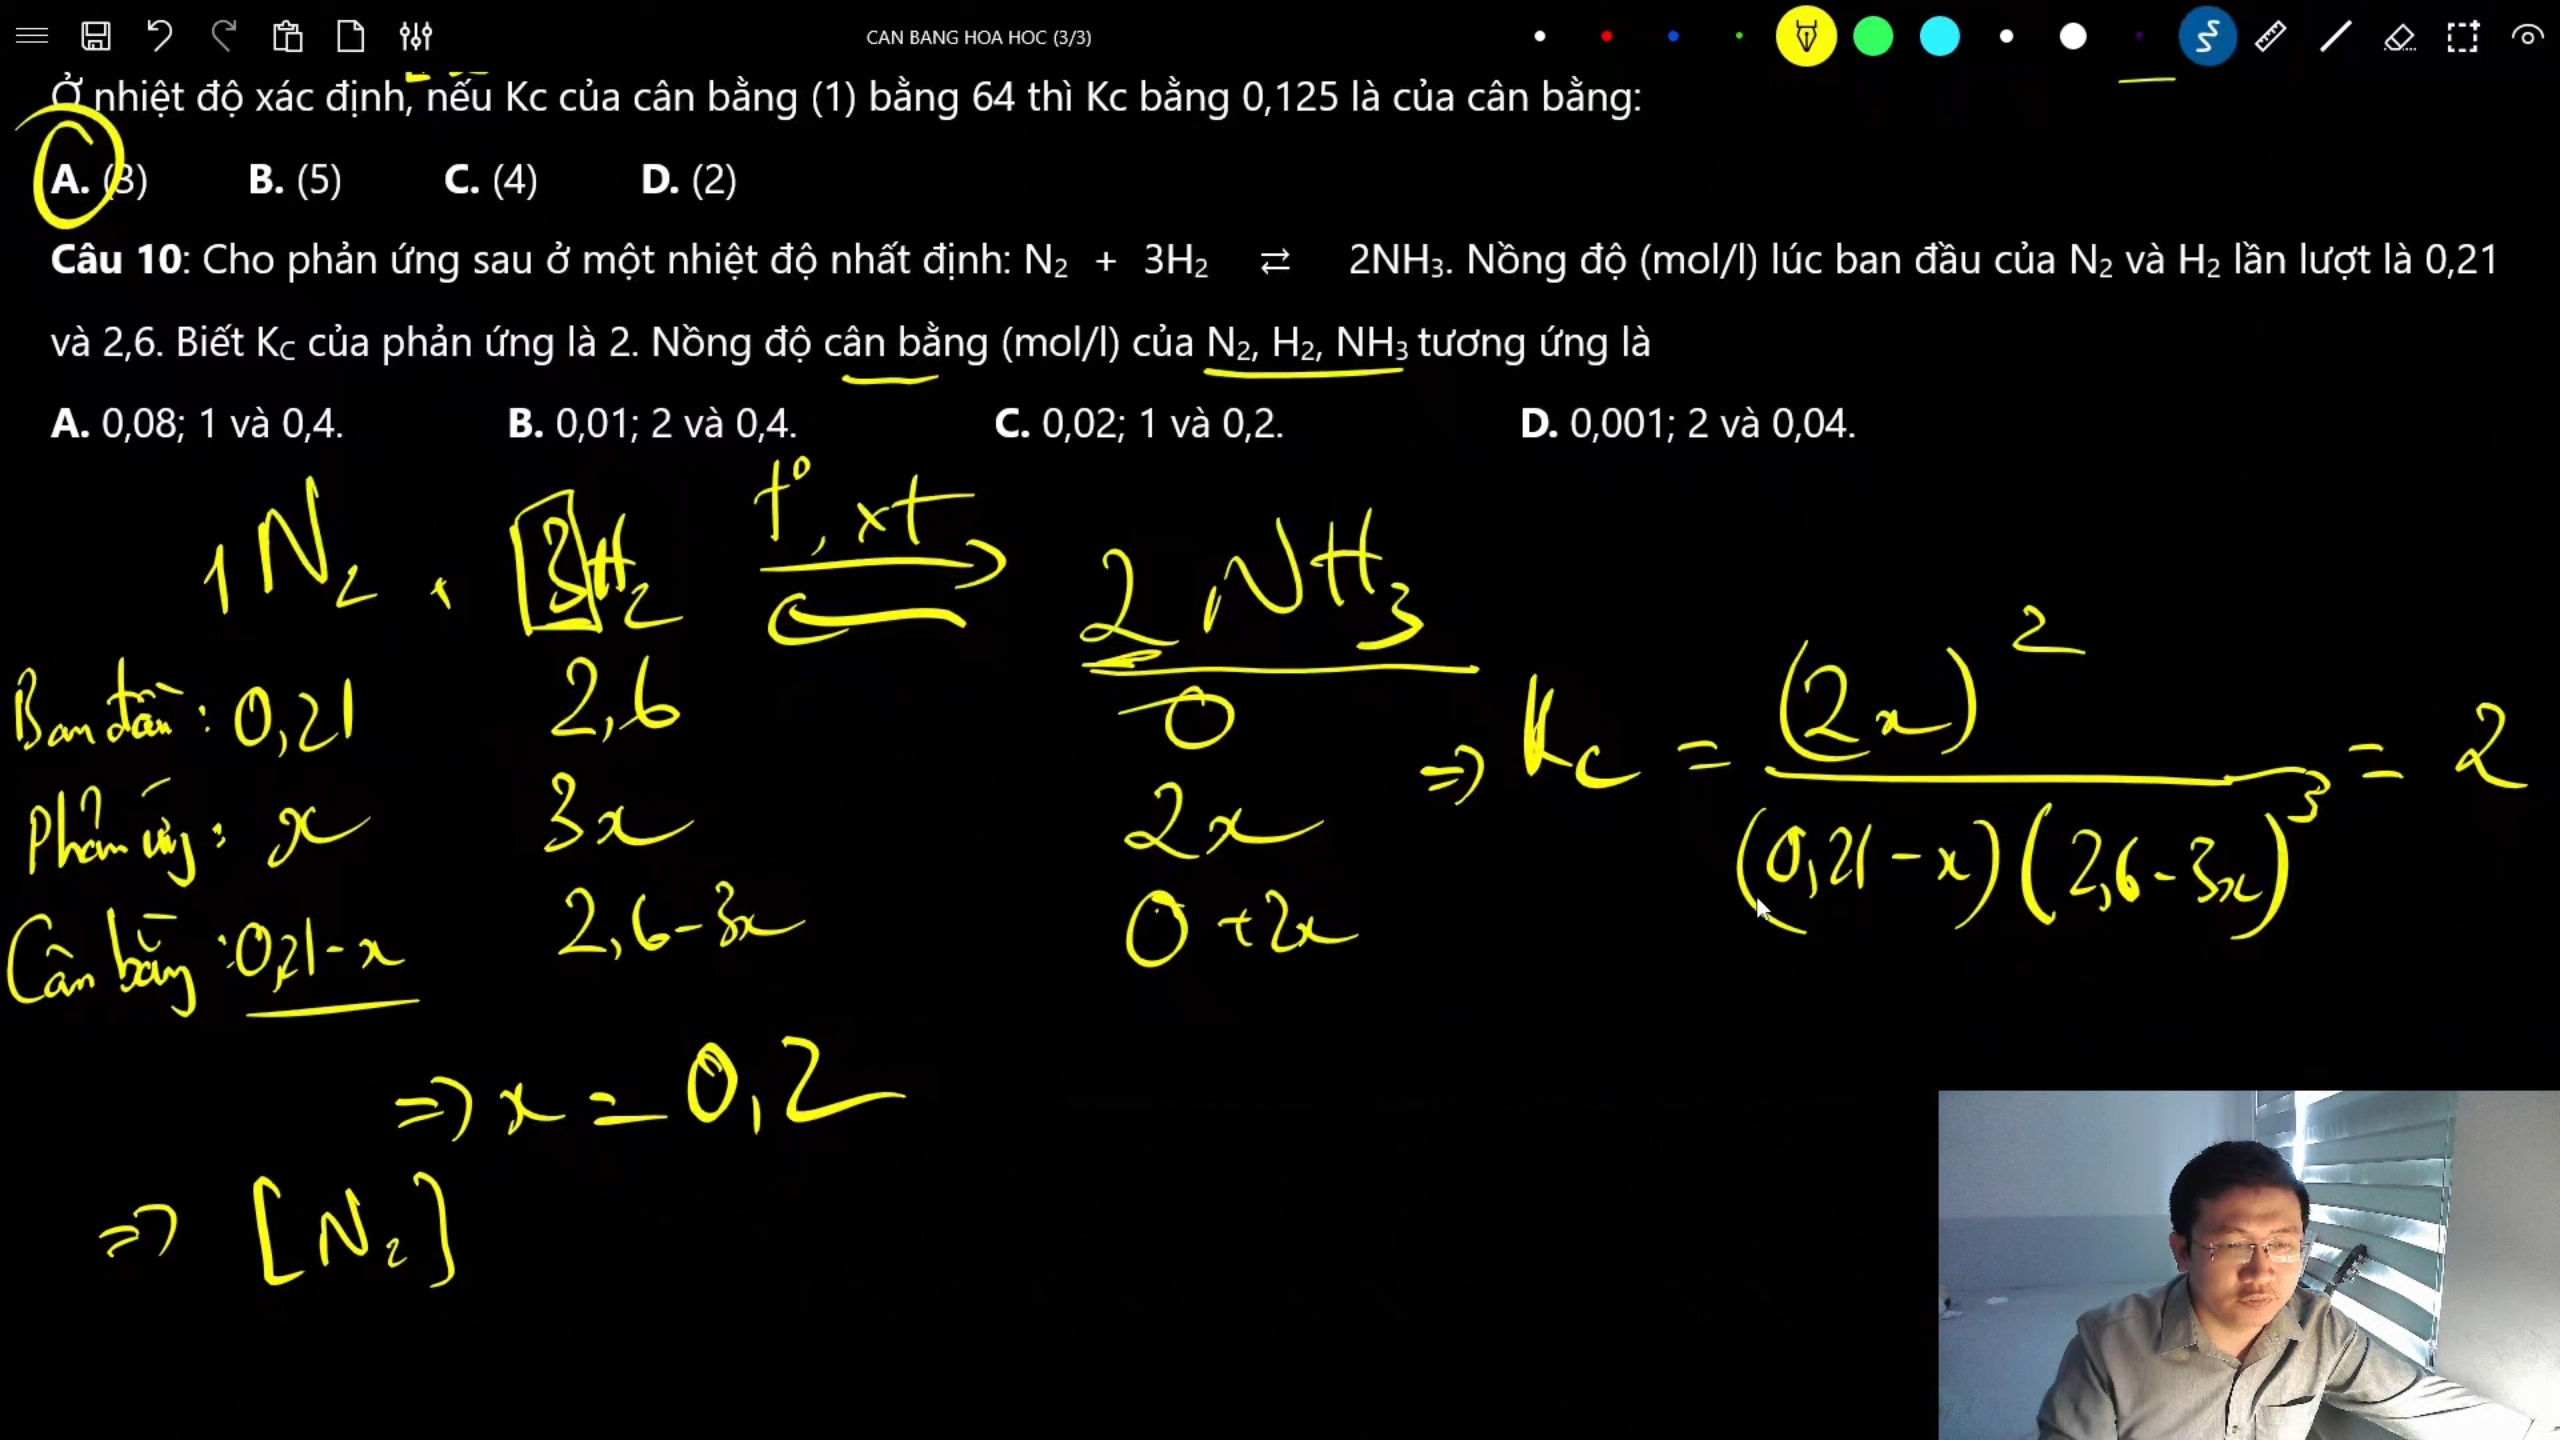 CAN BANG HOA HOC (3/3)
Ở nhiệt độ xác định, nếu Kc của cân bằng (1) bằng 64 thì Kc bằng 0,125 là của cân bằng:
A. (3) B. (5) C. (4) D. (2)
Câu 10: Cho phản ứng sau ở một nhiệt độ nhất định: N₂ + 3H₂ ⇄ 2NH₃. Nồng độ (mol/l) lúc ban đầu của N₂ và H₂ lần lượt là 0,21
và 2,6. Biết K_C của phản ứng là 2. Nồng độ cân bằng (mol/l) của N₂, H₂, NH₃ tương ứng là
A. 0,08; 1 và 0,4. B. 0,01; 2 và 0,4. C. 0,02; 1 và 0,2. D. 0,001; 2 và 0,04.
t°, xt
1N₂ + 3H₂ ⇄ 2NH₃
Ban đầu: 0,21 2,6 0
Phản ứng: x 3x 2x
Cân bằng: 0,21-x 2,6-3x 0+2x
=> Kc = (2x)² / (0,21-x)(2,6-3x)³ = 2
=> x = 0,2
=> [N₂]